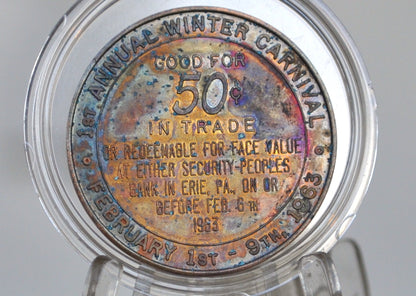 1ST ANNUAL WINTER CARNIVAL
GOOD FOR
50¢
IN TRADE
OR REDEEMABLE FOR FACE VALUE
AT EITHER SECURITY-PEOPLES
BANK IN ERIE, PA., ON OR
BEFORE FEB. 6TH
1963
FEBRUARY 1ST - 9TH, 1963